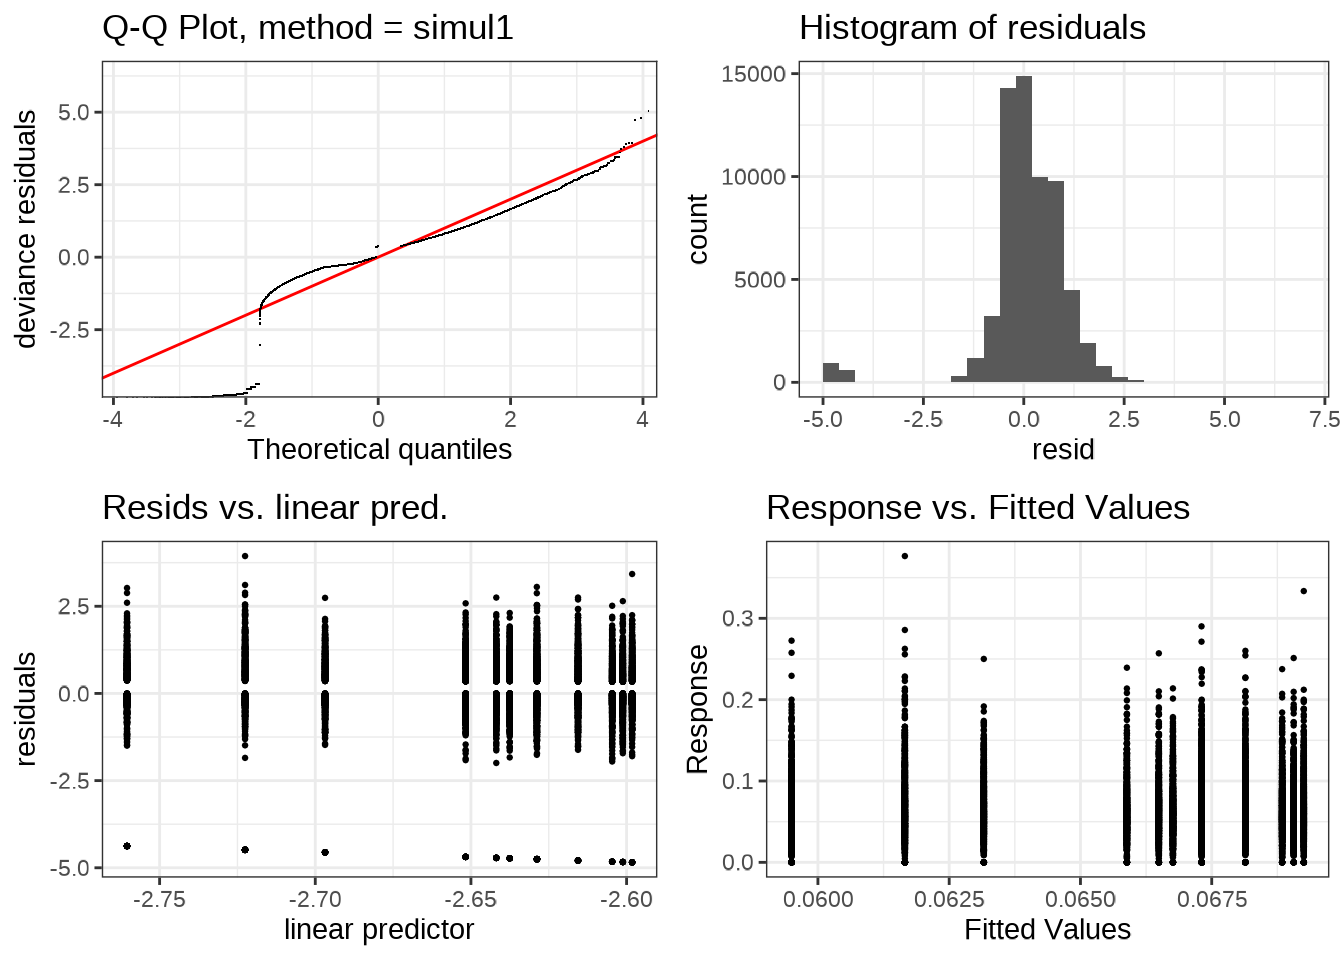 Q-Q Plot, method = simul1
deviance residuals
5.0
2.5
0.0
-2.5
-4
-2
0
2
4
Theoretical quantiles
Histogram of residuals
count
15000
10000
5000
0
-5.0
-2.5
0.0
2.5
5.0
7.5
resid
Resids vs. linear pred.
residuals
2.5
0.0
-2.5
-5.0
-2.75
-2.70
-2.65
-2.60
linear predictor
Response vs. Fitted Values
Response
0.3
0.2
0.1
0.0
0.0600
0.0625
0.0650
0.0675
Fitted Values